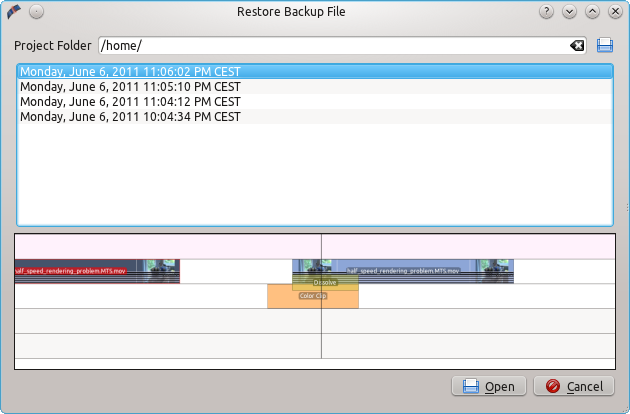 Restore Backup File
Project Folder /home/
Monday, June 6, 2011 11:06:02 PM CEST
Monday, June 6, 2011 11:05:10 PM CEST
Monday, June 6, 2011 11:04:12 PM CEST
Monday, June 6, 2011 10:04:34 PM CEST
half_speed_rendering_problem.MTS.mov half_speed_rendering_problem.MTS.mov
Dissolve
Color Clip
Open Cancel